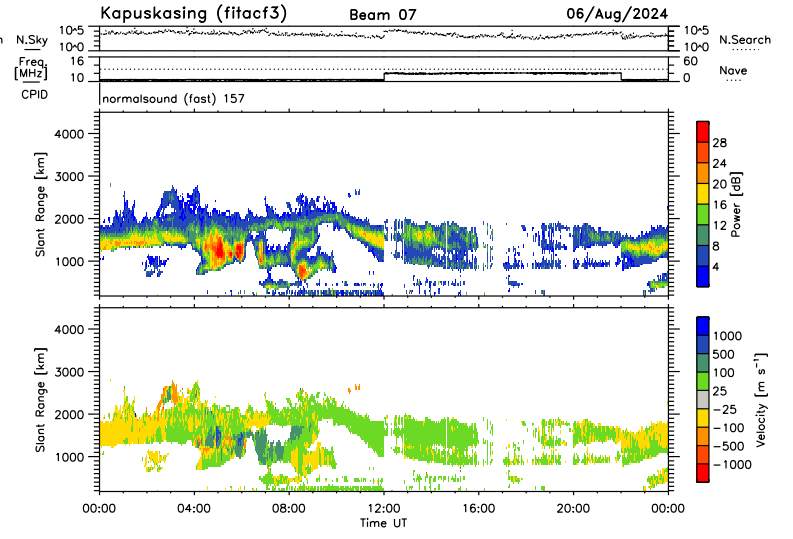 Kapuskasing (fitacf3) Beam 07 06/Aug/2024
n N.Sky 10^5 10^0 10^5 10^0 N.Search
Freq. [MHz] 16 10 60 0 Nave
CPID normalsound (fast) 157
Slant Range [km] 4000 3000 2000 1000
28 24 20 16 12 8 4 Power [dB]
Slant Range [km] 4000 3000 2000 1000
1000 500 100 25 −25 −100 −500 −1000 Velocity [m s⁻¹]
00:00 04:00 08:00 12:00 16:00 20:00 00:00
Time UT